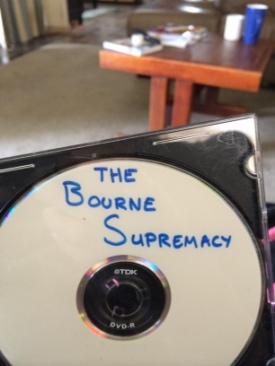 THE
BOURNE
SUPREMACY
TDK
DVD-R